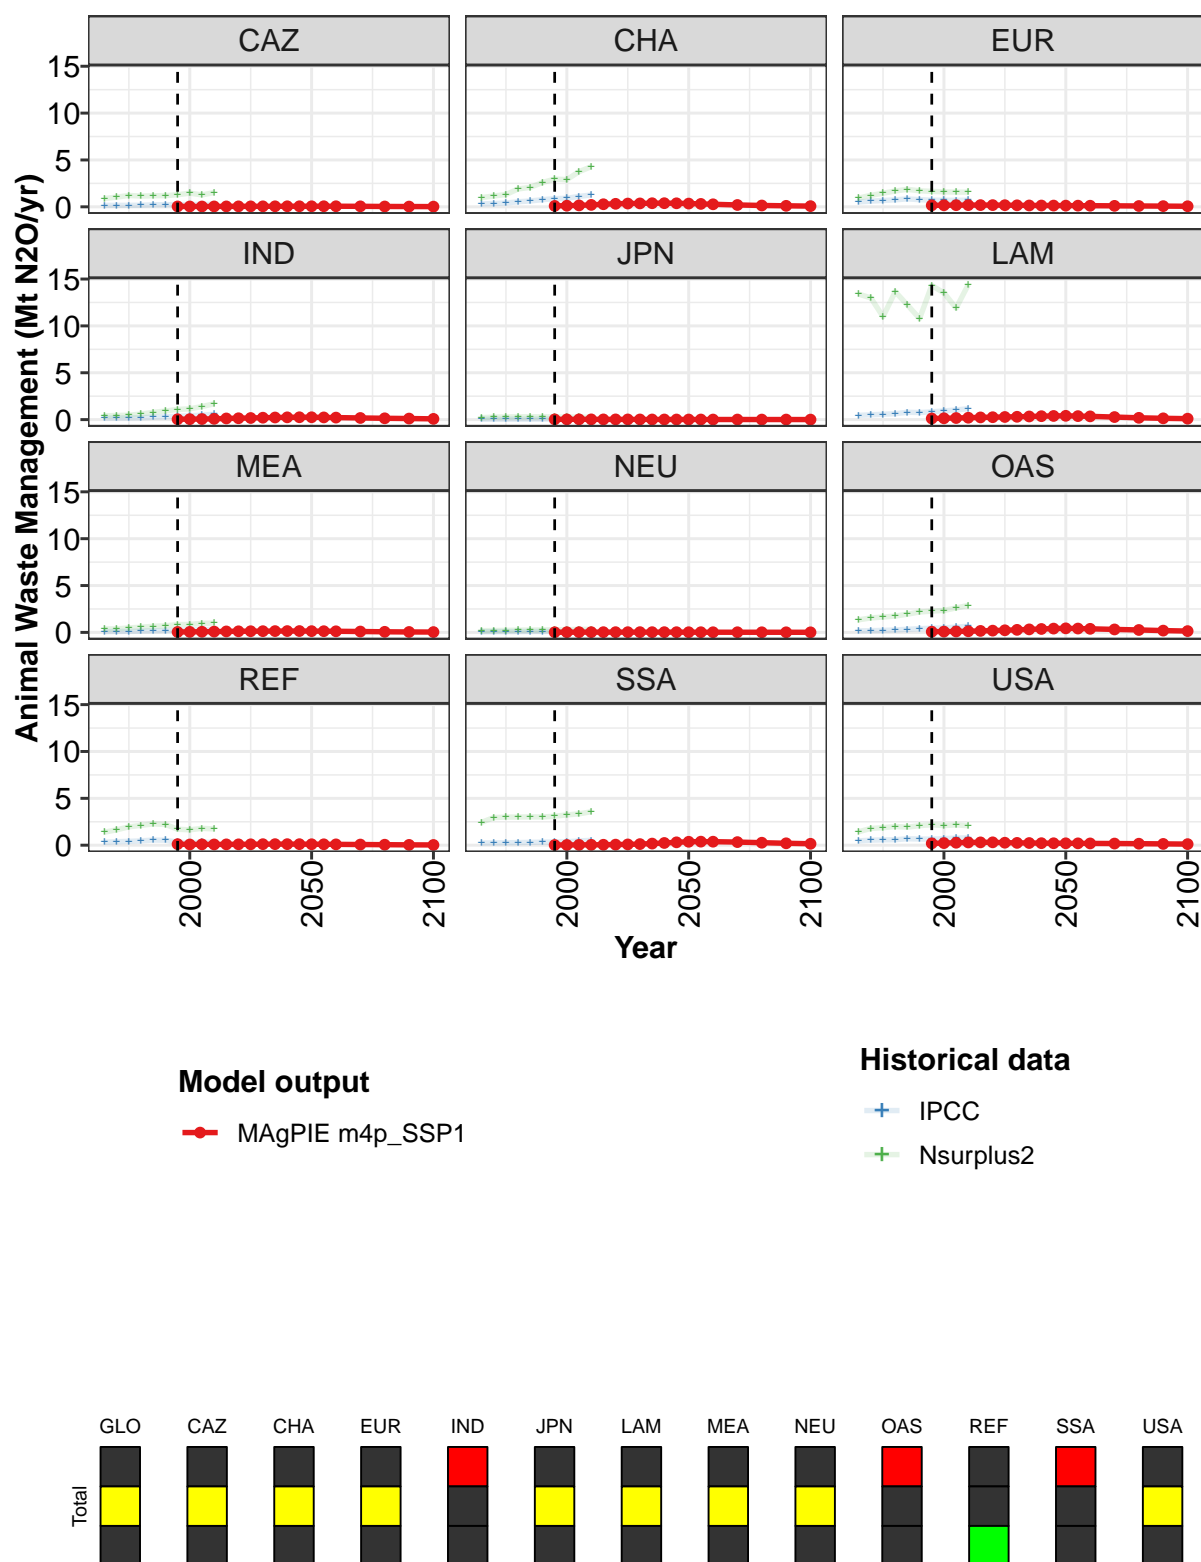 CAZ CHA EUR
15
10
5
0
IND JPN LAM
15
10
5
0
MEA NEU OAS
15
10
5
0
REF SSA USA
15
10
5
0
2000 2050 2100 2000 2050 2100 2000 2050 2100
Year
Animal Waste Management (Mt N2O/yr)
Model output
MAgPIE m4p_SSP1
Historical data
IPCC
Nsurplus2
GLO CAZ CHA EUR IND JPN LAM MEA NEU OAS REF SSA USA
Total